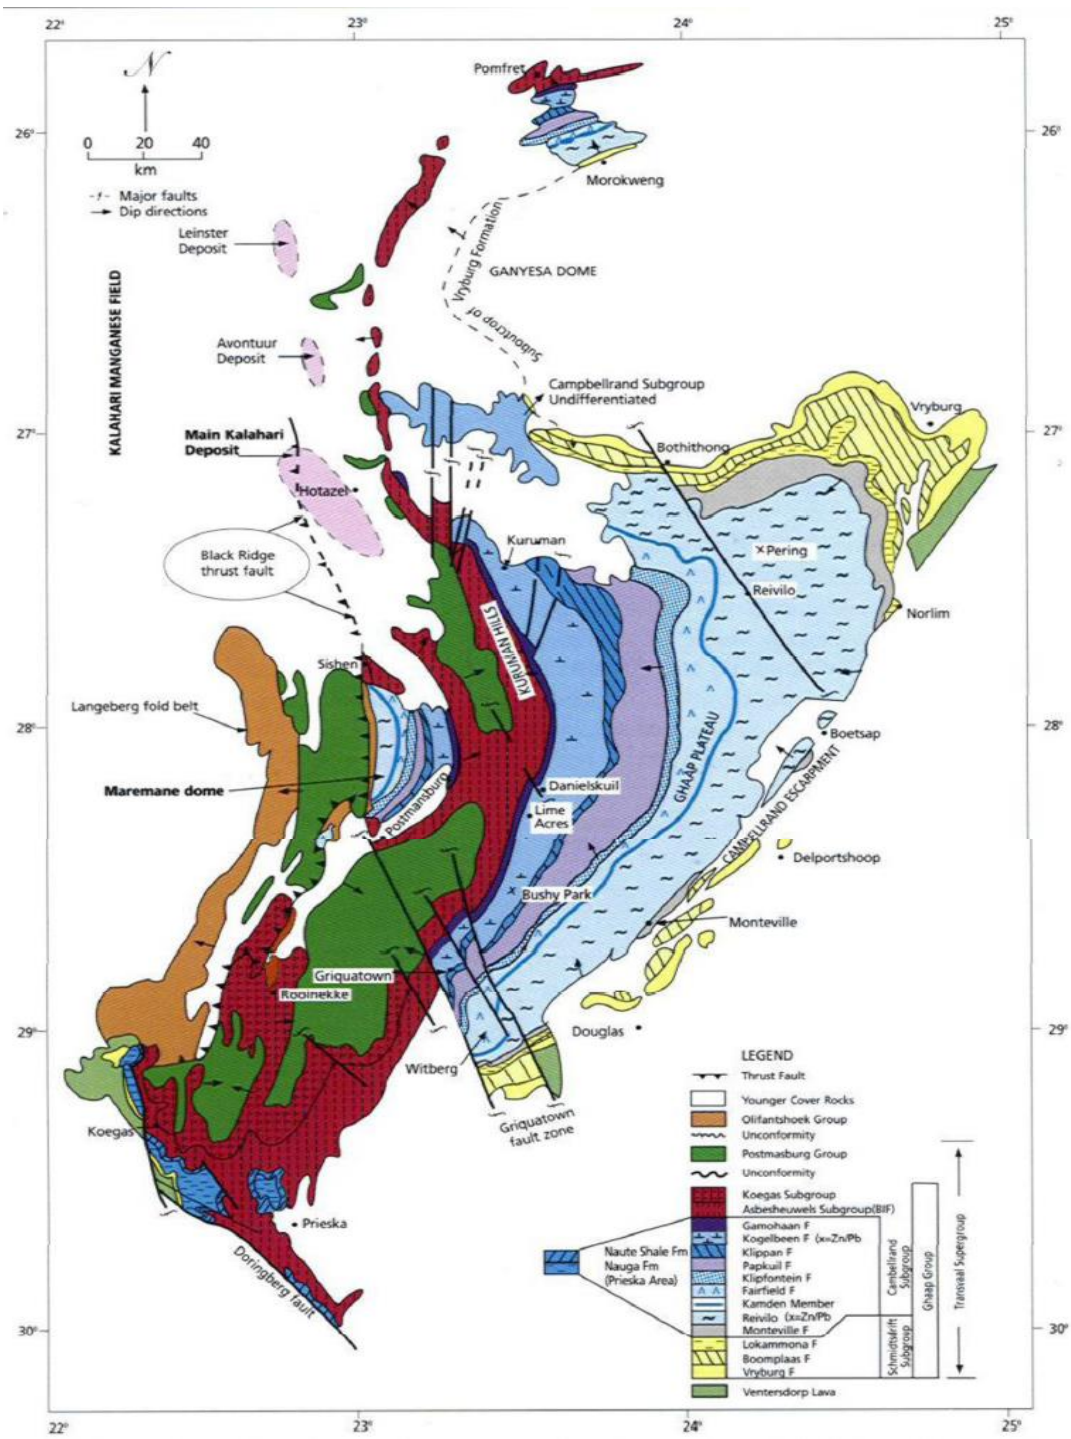 22°
23°
24°
25°
N
0 20 40
km
Major faults
Dip directions
26°
26°
Pomfret
Morokweng
Leinster
Deposit
KALAHARI MANGANESE FIELD
Suboutcrop of Vryburg Formation
GANYESA DOME
Avontuur
Deposit
Campbellrand Subgroup
Undifferentiated
Vryburg
27°
27°
Main Kalahari
Deposit
Bothithong
Hotazel
Kuruman
Pering
Black Ridge
thrust fault
Reivilo
Norlim
KURUMAN HILLS
Sishen
Langeberg fold belt
28°
28°
GHAAP PLATEAU
Boetsap
Maremane dome
Postmansburg
Danielskuil
Lime
Acres
CAMPELLRAND ESCARPMENT
Delportshoop
Bushy Park
Monteville
Griquatown
Rooinekke
Douglas
29°
29°
Witberg
Griquatown
fault zone
Koegas
Prieska
Doringberg fault
30°
30°
LEGEND
Thrust Fault
Younger Cover Rocks
Olifantshoek Group
Unconformity
Postmasburg Group
Unconformity
Koegas Subgroup
Asbesheuwels Subgroup(BIF)
Gamohaan F
Kogelbeen F (x=Zn/Pb
Klippan F
Papkuil F
Klipfontein F
Fairfield F
Kamden Member
Reivilo (x=Zn/Pb
Monteville F
Lokammona F
Boomplaas F
Vryburg F
Ventersdorp Lava
Naute Shale Fm
Nauga Fm
(Prieska Area)
Cambellrand
Subgroup
Schmidtsdrift
Subgroup
Ghaap Group
Transvaal Supergroup
22°
23°
24°
25°